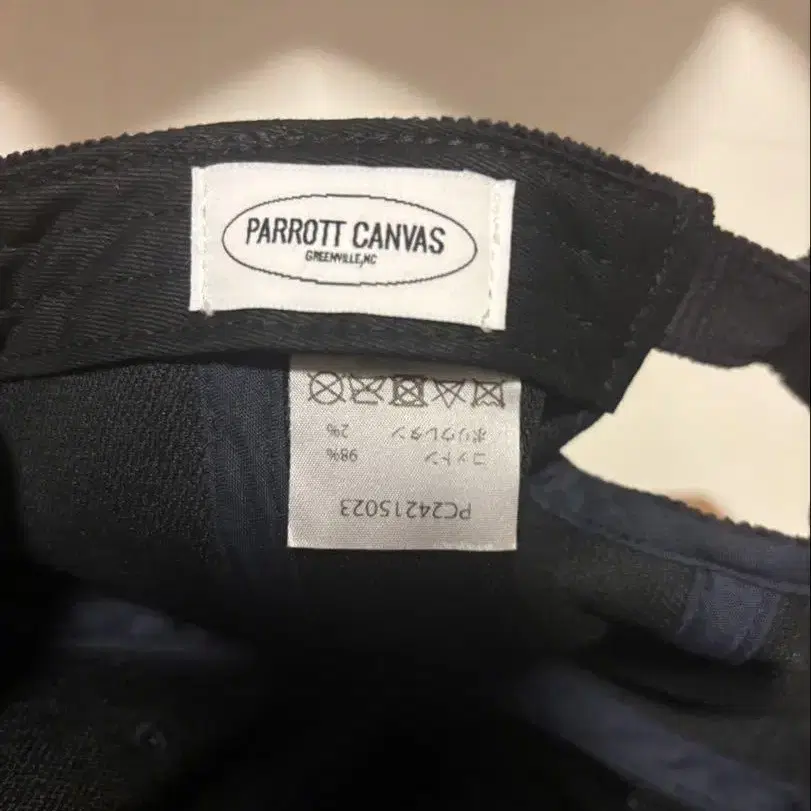 PARROTT CANVAS
GREENVILLE,NC
PC24215023
コットン 98%
ポリウレタン 2%